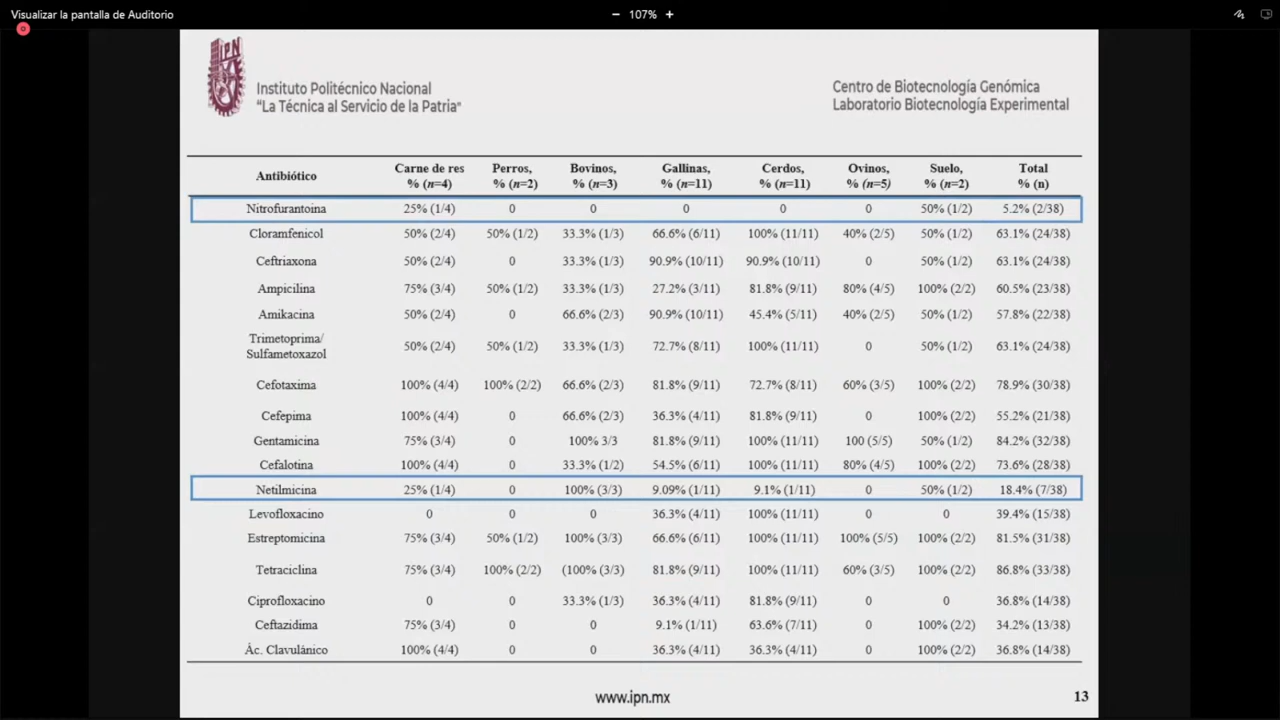 Visualizar la pantalla de Auditorio
− 107% +
IPN
Instituto Politécnico Nacional
“La Técnica al Servicio de la Patria”
Centro de Biotecnología Genómica
Laboratorio Biotecnología Experimental
Antibiótico Carne de res % (n=4) Perros, % (n=2) Bovinos, % (n=3) Gallinas, % (n=11) Cerdos, % (n=11) Ovinos, % (n=5) Suelo, % (n=2) Total % (n)
Nitrofurantoina 25% (1/4) 0 0 0 0 0 50% (1/2) 5.2% (2/38)
Cloramfenicol 50% (2/4) 50% (1/2) 33.3% (1/3) 66.6% (6/11) 100% (11/11) 40% (2/5) 50% (1/2) 63.1% (24/38)
Ceftriaxona 50% (2/4) 0 33.3% (1/3) 90.9% (10/11) 90.9% (10/11) 0 50% (1/2) 63.1% (24/38)
Ampicilina 75% (3/4) 50% (1/2) 33.3% (1/3) 27.2% (3/11) 81.8% (9/11) 80% (4/5) 100% (2/2) 60.5% (23/38)
Amikacina 50% (2/4) 0 66.6% (2/3) 90.9% (10/11) 45.4% (5/11) 40% (2/5) 50% (1/2) 57.8% (22/38)
Trimetoprima/
Sulfametoxazol 50% (2/4) 50% (1/2) 33.3% (1/3) 72.7% (8/11) 100% (11/11) 0 50% (1/2) 63.1% (24/38)
Cefotaxima 100% (4/4) 100% (2/2) 66.6% (2/3) 81.8% (9/11) 72.7% (8/11) 60% (3/5) 100% (2/2) 78.9% (30/38)
Cefepima 100% (4/4) 0 66.6% (2/3) 36.3% (4/11) 81.8% (9/11) 0 100% (2/2) 55.2% (21/38)
Gentamicina 75% (3/4) 0 100% 3/3 81.8% (9/11) 100% (11/11) 100 (5/5) 50% (1/2) 84.2% (32/38)
Cefalotina 100% (4/4) 0 33.3% (1/2) 54.5% (6/11) 100% (11/11) 80% (4/5) 100% (2/2) 73.6% (28/38)
Netilmicina 25% (1/4) 0 100% (3/3) 9.09% (1/11) 9.1% (1/11) 0 50% (1/2) 18.4% (7/38)
Levofloxacino 0 0 0 36.3% (4/11) 100% (11/11) 0 0 39.4% (15/38)
Estreptomicina 75% (3/4) 50% (1/2) 100% (3/3) 66.6% (6/11) 100% (11/11) 100% (5/5) 100% (2/2) 81.5% (31/38)
Tetraciclina 75% (3/4) 100% (2/2) (100% (3/3) 81.8% (9/11) 100% (11/11) 60% (3/5) 100% (2/2) 86.8% (33/38)
Ciprofloxacino 0 0 33.3% (1/3) 36.3% (4/11) 81.8% (9/11) 0 0 36.8% (14/38)
Ceftazidima 75% (3/4) 0 0 9.1% (1/11) 63.6% (7/11) 0 100% (2/2) 34.2% (13/38)
Ác. Clavulánico 100% (4/4) 0 0 36.3% (4/11) 36.3% (4/11) 0 100% (2/2) 36.8% (14/38)
www.ipn.mx
13